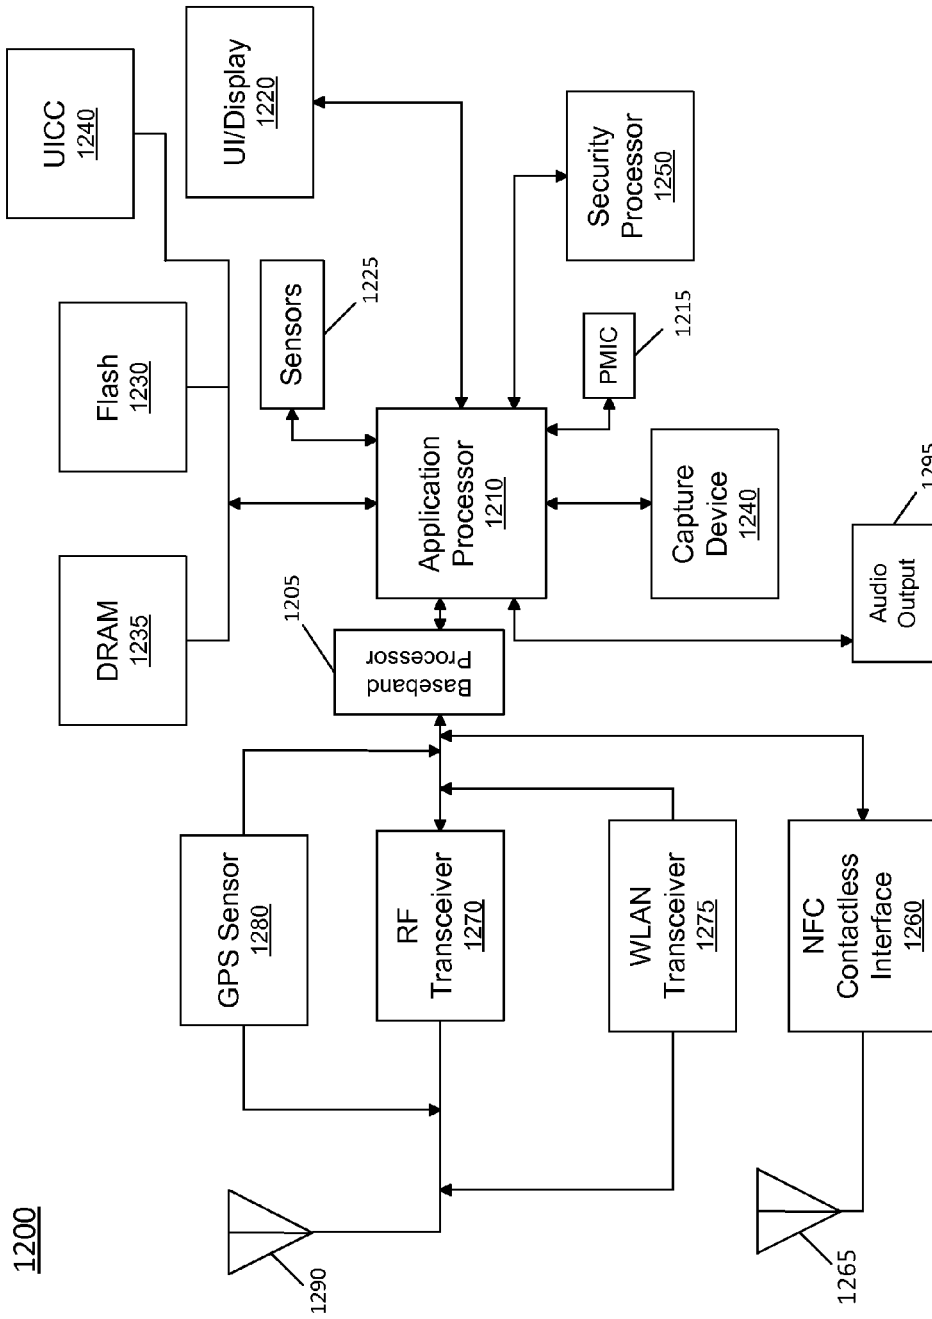 1200
UICC
1240
UI/Display
1220
Flash
1230
Sensors
1225
Security
Processor
1250
DRAM
1235
PMIC
1215
Application
Processor
1210
1205
Baseband
Processor
Capture
Device
1240
Audio
Output
1295
GPS Sensor
1280
RF
Transceiver
1270
WLAN
Transceiver
1275
NFC
Contactless
Interface
1260
1290
1265